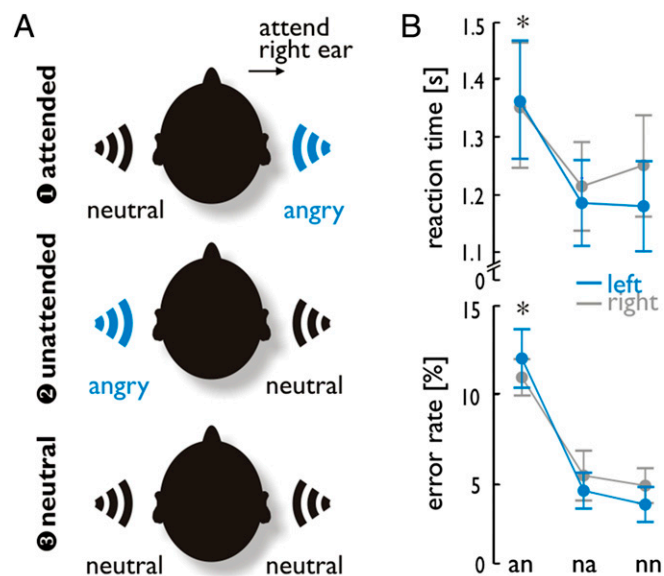 A
attend
right ear
❶ attended
neutral
angry
❷ unattended
angry
neutral
❸ neutral
neutral
neutral
B
*
1.5
1.4
1.3
1.2
1.1
0
reaction time [s]
left
right
*
15
10
5
0
error rate [%]
an na nn